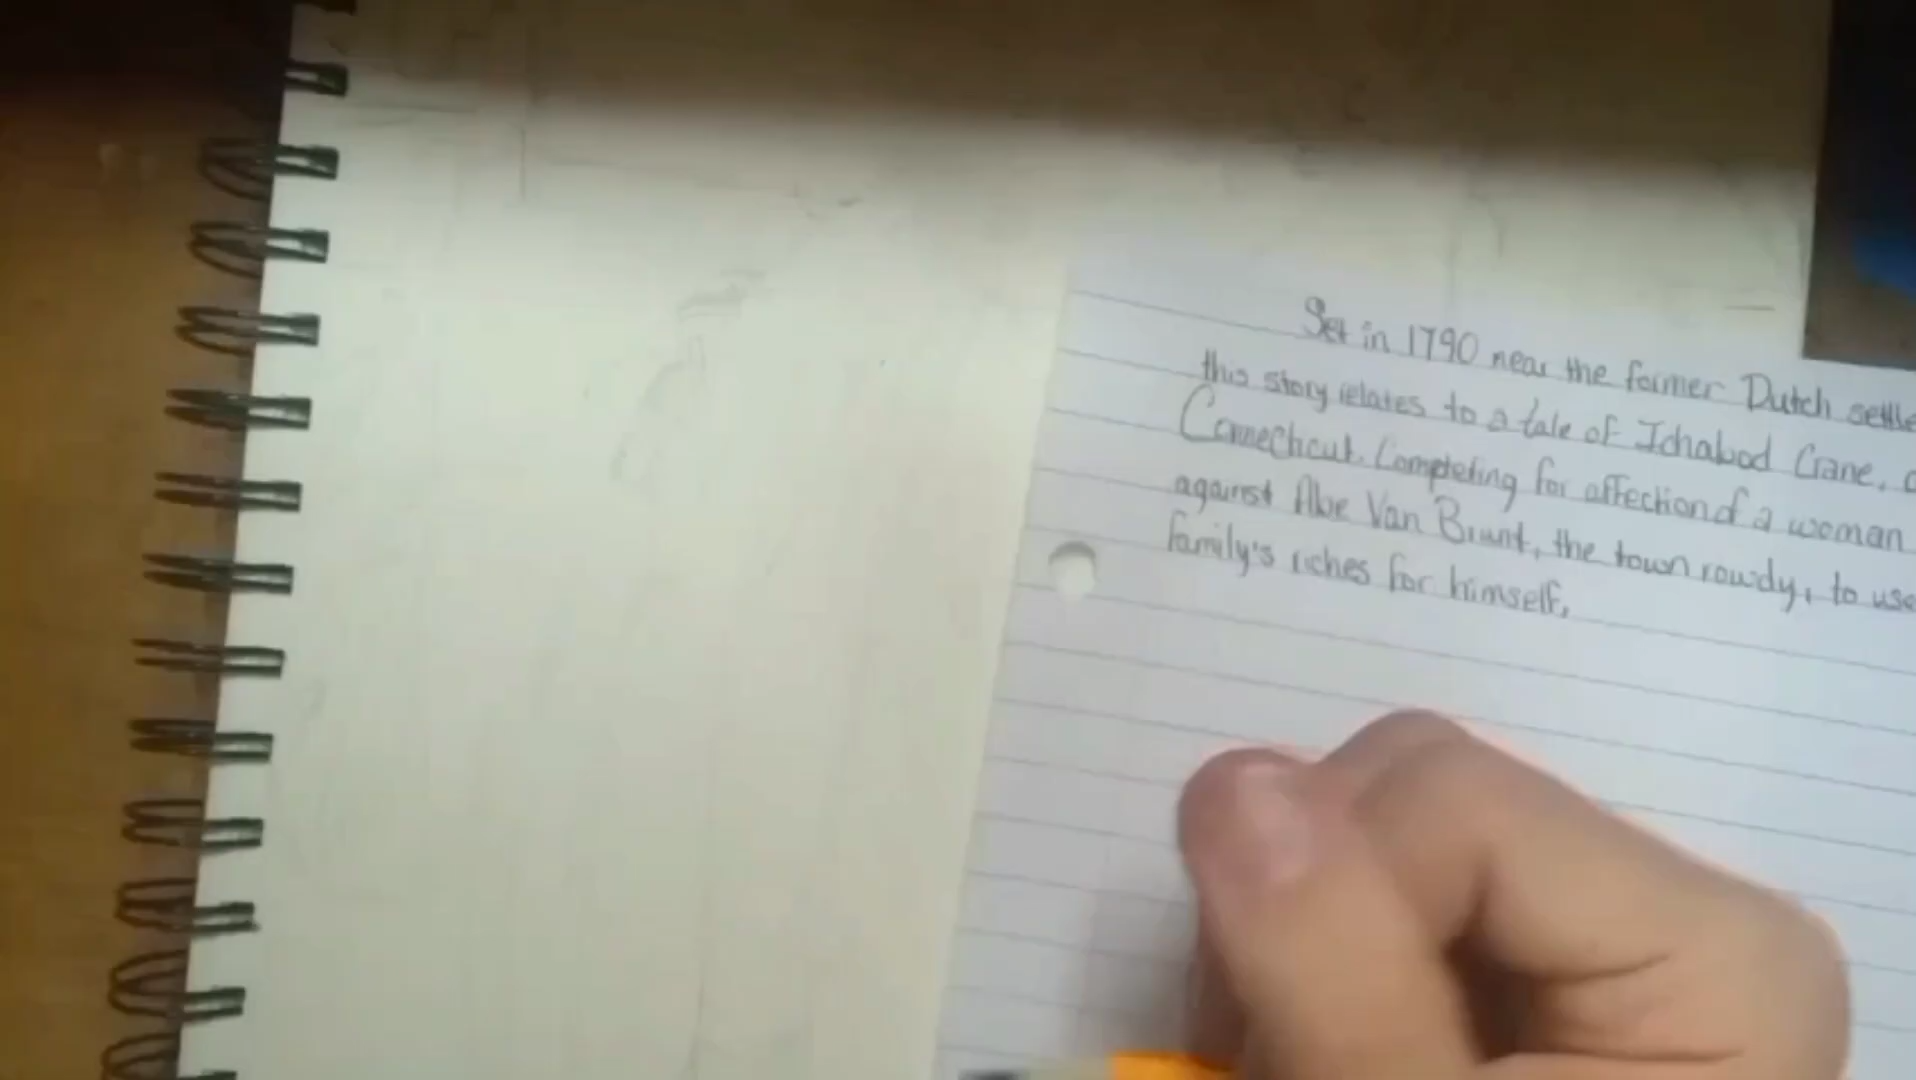 Set in 1790 near the former Dutch settle
this story relates to a tale of Ichabod Crane, a
Connecticut. Completing for affection of a woman
against Abe Van Brunt, the town rowdy, to use
family's riches for himself.